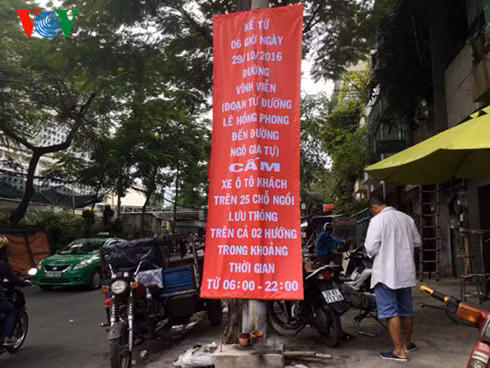 VOV
KỂ TỪ
06 GIỜ NGÀY
29/10/2016
ĐƯỜNG
VĨNH VIỄN
(ĐOẠN TỪ ĐƯỜNG
LÊ HỒNG PHONG
ĐẾN ĐƯỜNG
NGÔ GIA TỰ)
CẤM
XE Ô TÔ KHÁCH
TRÊN 25 CHỖ NGỒI
LƯU THÔNG
TRÊN CẢ 02 HƯỚNG
TRONG KHOẢNG
THỜI GIAN
TỪ 06:00 - 22:00